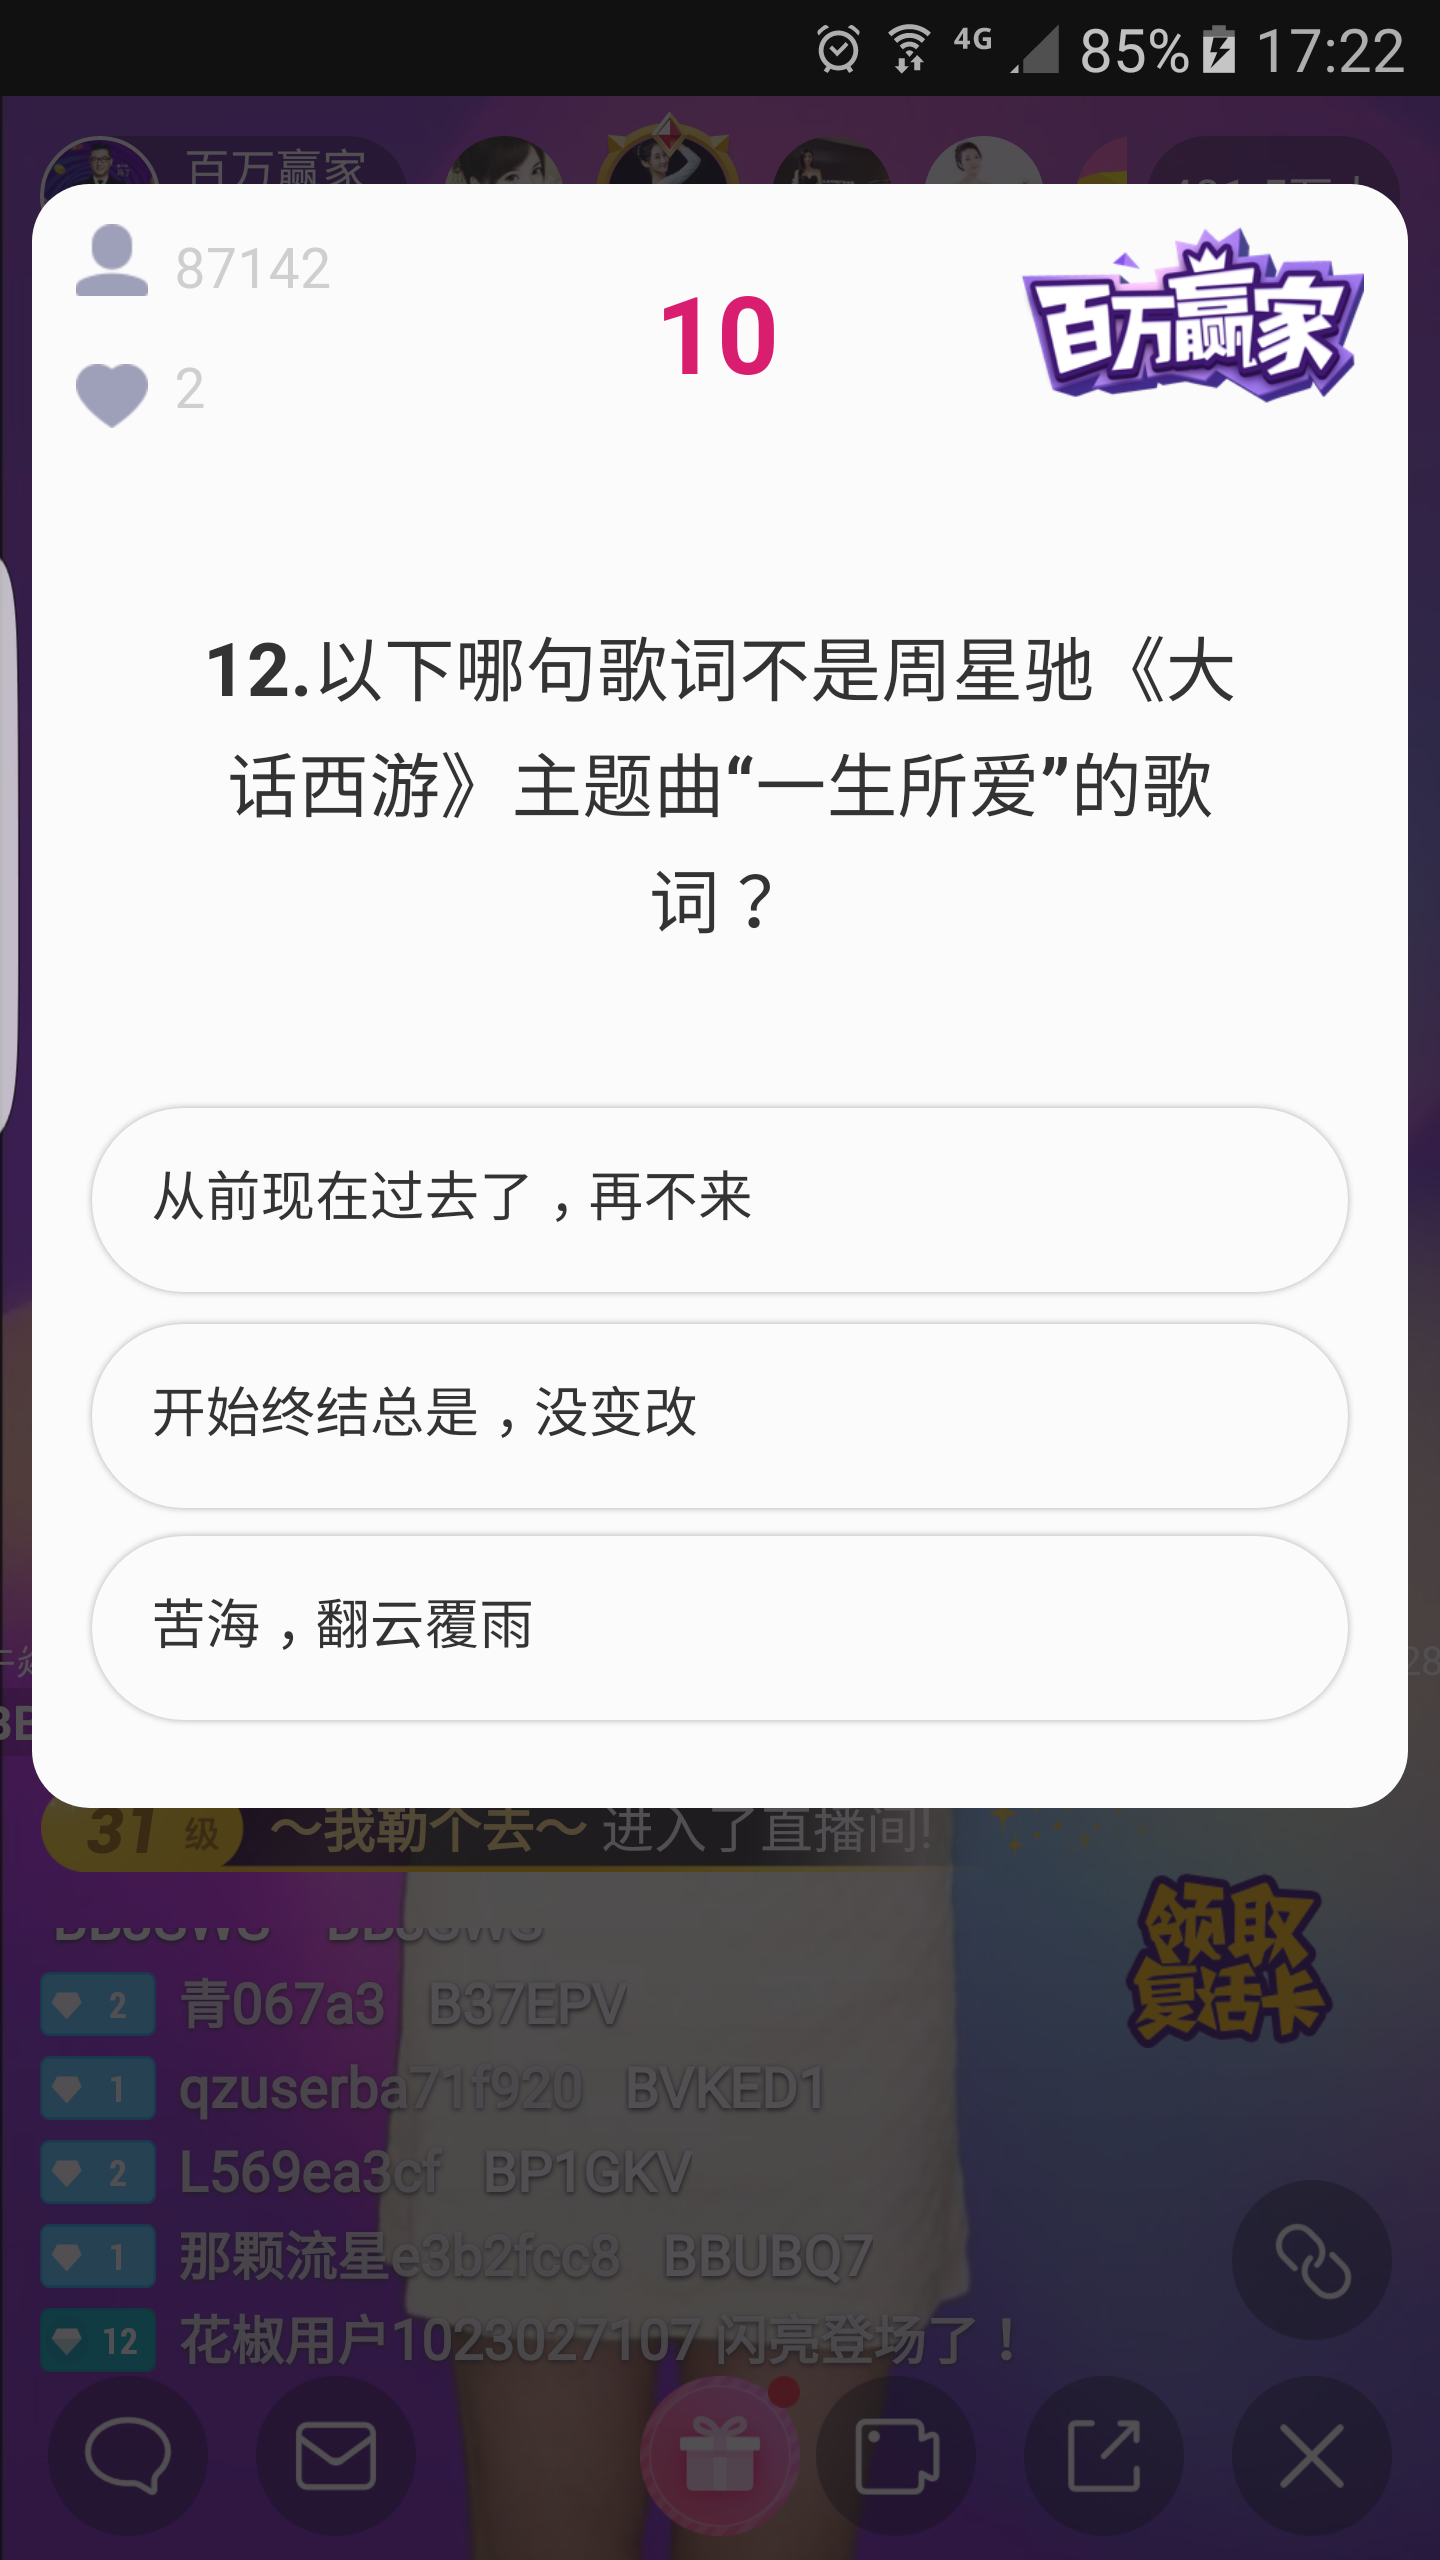 4G 85% 17:22
百万赢家
87142
10
百万赢家
2
12.以下哪句歌词不是周星驰《大
话西游》主题曲“一生所爱”的歌
词？
从前现在过去了，再不来
开始终结总是，没变改
苦海，翻云覆雨
28
31级 ～我勒个去～ 进入了直播间!
领取
复活卡
2 青067a3 B37EPV
1 qzuserba71f920 BVKED1
2 L569ea3cf BP1GKV
1 那颗流星e3b2fcc8 BBUBQ7
12 花椒用户1023027107 闪亮登场了！